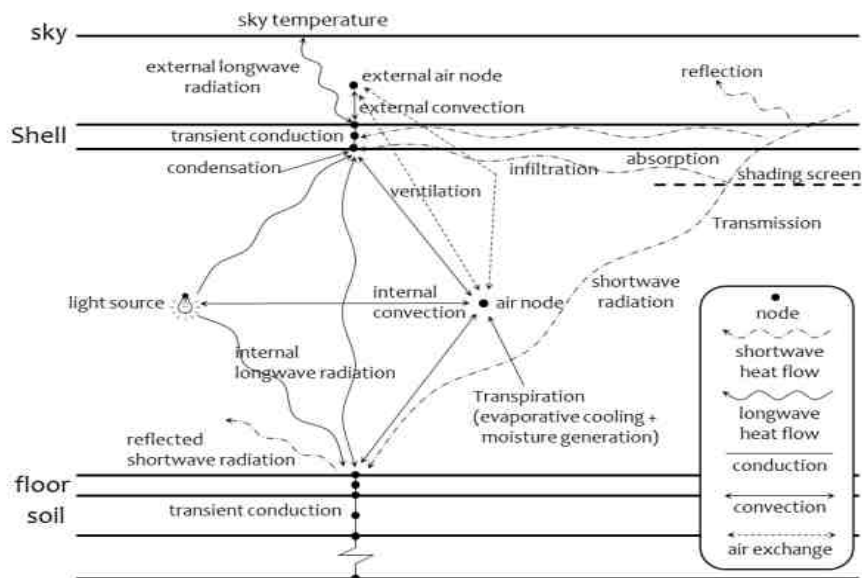 sky temperature
sky
external longwave
radiation
external air node
reflection
external convection
Shell
transient conduction
condensation
absorption
infiltration
shading screen
ventilation
Transmission
shortwave
radiation
light source
internal
convection
air node
internal
longwave radiation
Transpiration
(evaporative cooling +
moisture generation)
reflected
shortwave radiation
floor
soil
transient conduction
node
shortwave
heat flow
longwave
heat flow
conduction
convection
air exchange